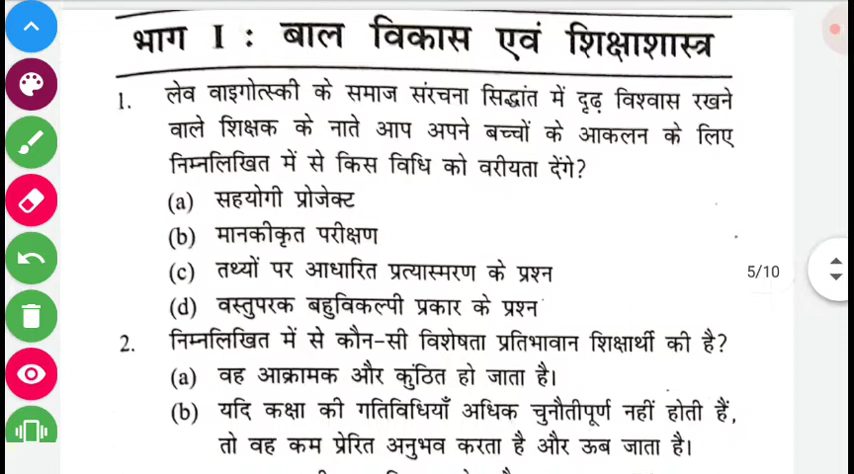 भाग I : बाल विकास एवं शिक्षाशास्त्र
1. लेव वाइगोत्स्की के समाज संरचना सिद्धांत में दृढ़ विश्वास रखने
वाले शिक्षक के नाते आप अपने बच्चों के आकलन के लिए
निम्नलिखित में से किस विधि को वरीयता देंगे?
(a) सहयोगी प्रोजेक्ट
(b) मानकीकृत परीक्षण
(c) तथ्यों पर आधारित प्रत्यास्मरण के प्रश्न
5/10
(d) वस्तुपरक बहुविकल्पी प्रकार के प्रश्न
2. निम्नलिखित में से कौन-सी विशेषता प्रतिभावान शिक्षार्थी की है?
(a) वह आक्रामक और कुंठित हो जाता है।
(b) यदि कक्षा की गतिविधियाँ अधिक चुनौतीपूर्ण नहीं होती हैं,
तो वह कम प्रेरित अनुभव करता है और ऊब जाता है।